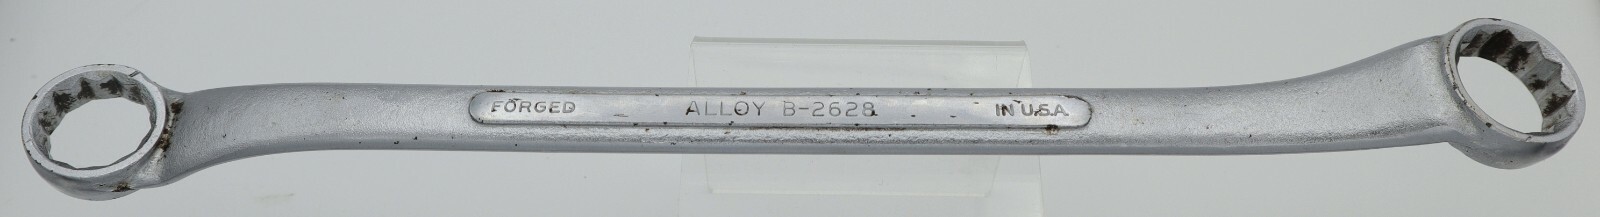 FORGED ALLOY B-2628 IN U.S.A.